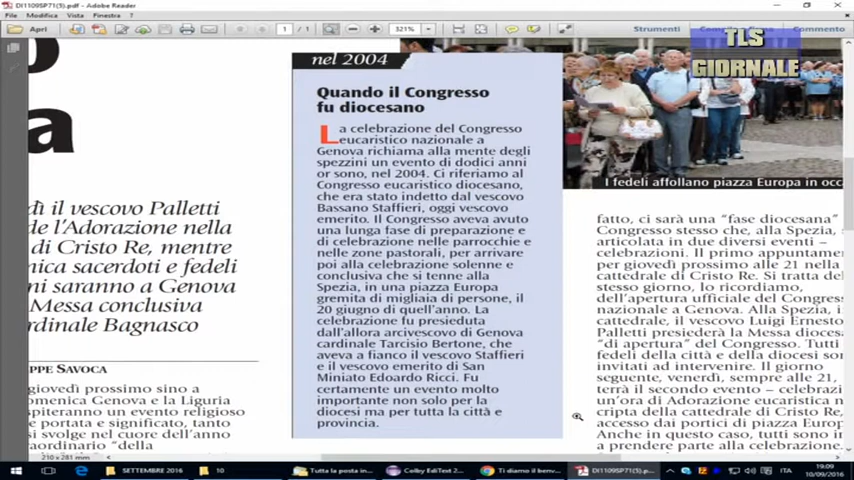 DI1109SP71(S).pdf - Adobe Reader
File Modifica Vista Finestra ?
Apri
1 / 1
321%
Strumenti
Commento
TLS
GIORNALE
a
nel 2004
Quando il Congresso
fu diocesano
La celebrazione del Congresso
eucaristico nazionale a
Genova richiama alla mente degli
spezzini un evento di dodici anni
or sono, nel 2004. Ci riferiamo al
Congresso eucaristico diocesano,
che era stato indetto dal vescovo
Bassano Staffieri, oggi vescovo
emerito. Il Congresso aveva avuto
una lunga fase di preparazione e
di celebrazione nelle parrocchie e
nelle zone pastorali, per arrivare
poi alla celebrazione solenne e
conclusiva che si tenne alla
Spezia, in una piazza Europa
gremita di migliaia di persone, il
20 giugno di quell'anno. La
celebrazione fu presieduta
dall'allora arcivescovo di Genova
cardinale Tarcisio Bertone, che
aveva a fianco il vescovo Staffieri
e il vescovo emerito di San
Miniato Edoardo Ricci. Fu
certamente un evento molto
importante non solo per la
diocesi ma per tutta la città e
provincia.
dì il vescovo Palletti
de l'Adorazione nella
di Cristo Re, mentre
nica sacerdoti e fedeli
ni saranno a Genova
Messa conclusiva
rdinale Bagnasco
PPE SAVOCA
giovedì prossimo sino a
omenica Genova e la Liguria
spiteranno un evento religioso
e portata e significato, tanto
si svolge nel cuore dell'anno
raordinario "della
I fedeli affollano piazza Europa in occa
fatto, ci sarà una "fase diocesana"
Congresso stesso che, alla Spezia,
articolata in due diversi eventi –
celebrazioni. Il primo appuntame
per giovedì prossimo alle 21 nella
cattedrale di Cristo Re. Si tratta de
stesso giorno, lo ricordiamo,
dell'apertura ufficiale del Congres
nazionale a Genova. Alla Spezia, in
cattedrale, il vescovo Luigi Ernesto
Palletti presiederà la Messa dioces
"di apertura" del Congresso. Tutti
fedeli della città e della diocesi son
invitati ad intervenire. Il giorno
seguente, venerdì, sempre alle 21,
terrà il secondo evento – celebrazi
un'ora di Adorazione eucaristica n
cripta della cattedrale di Cristo Re,
accesso dai portici di piazza Europ
Anche in questo caso, tutti sono in
a prendere parte alla celebrazione.
210 x 281 mm
SETTEMBRE 2016
10
Tutta la posta in...
Colby EdiTest 2...
Ti diamo il benv...
DI1109SP71(S).p...
ITA
19:09
10/09/2016